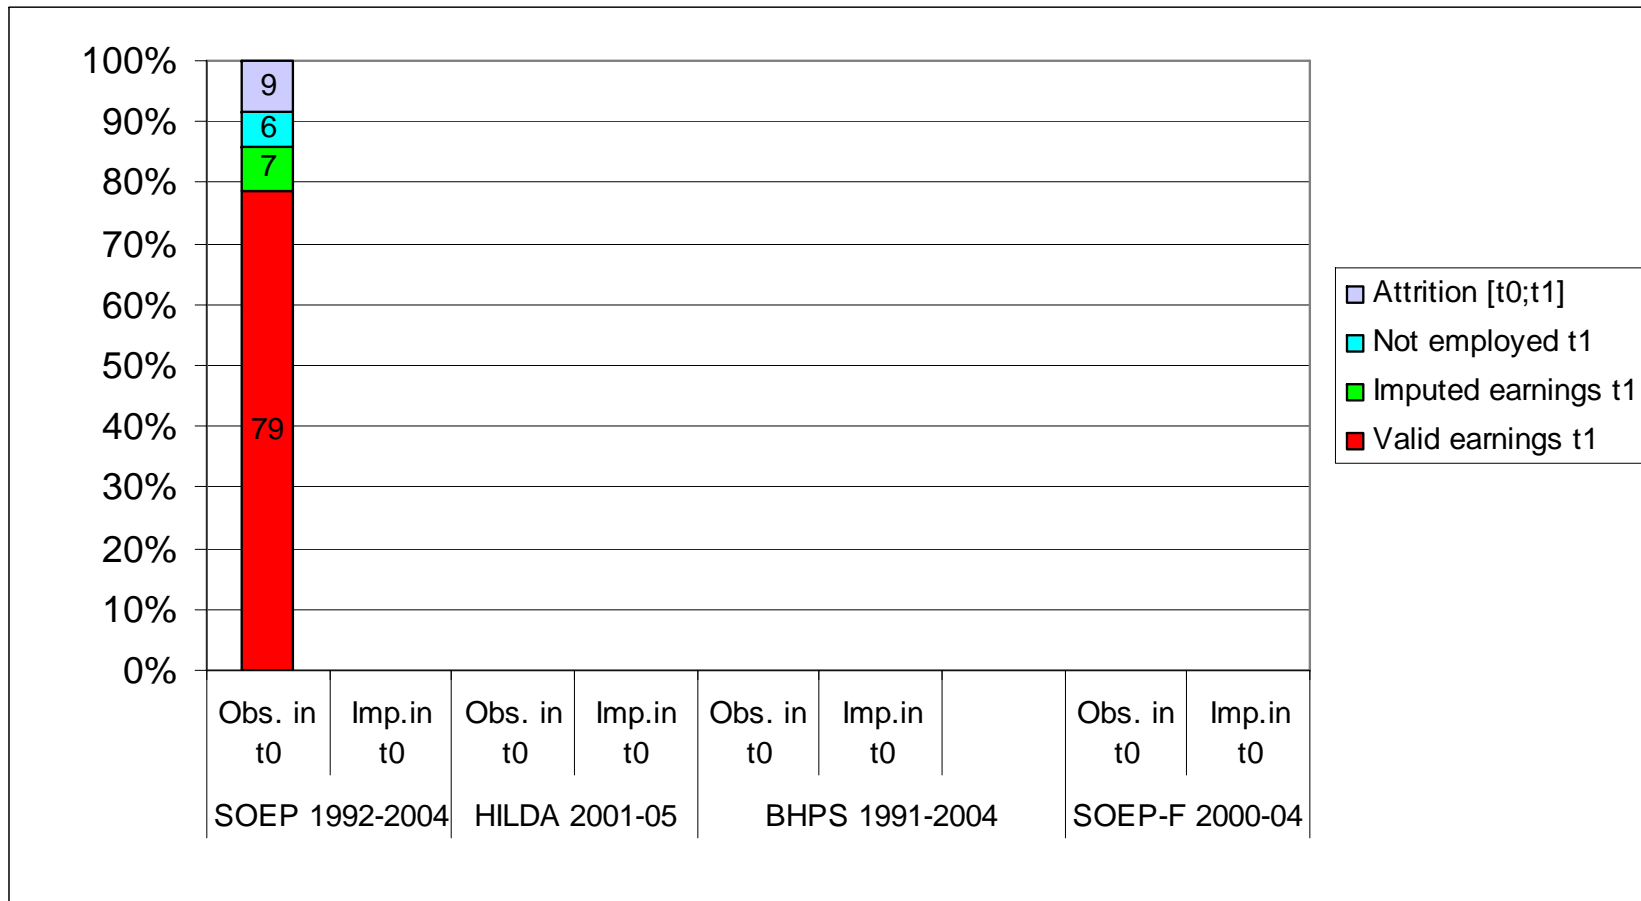 100%
90%
80%
70%
60%
50%
40%
30%
20%
10%
0%
9
6
7
79
Obs. in
t0
Imp.in
t0
Obs. in
t0
Imp.in
t0
Obs. in
t0
Imp.in
t0
Obs. in
t0
Imp.in
t0
SOEP 1992-2004
HILDA 2001-05
BHPS 1991-2004
SOEP-F 2000-04
Attrition [t0;t1]
Not employed t1
Imputed earnings t1
Valid earnings t1